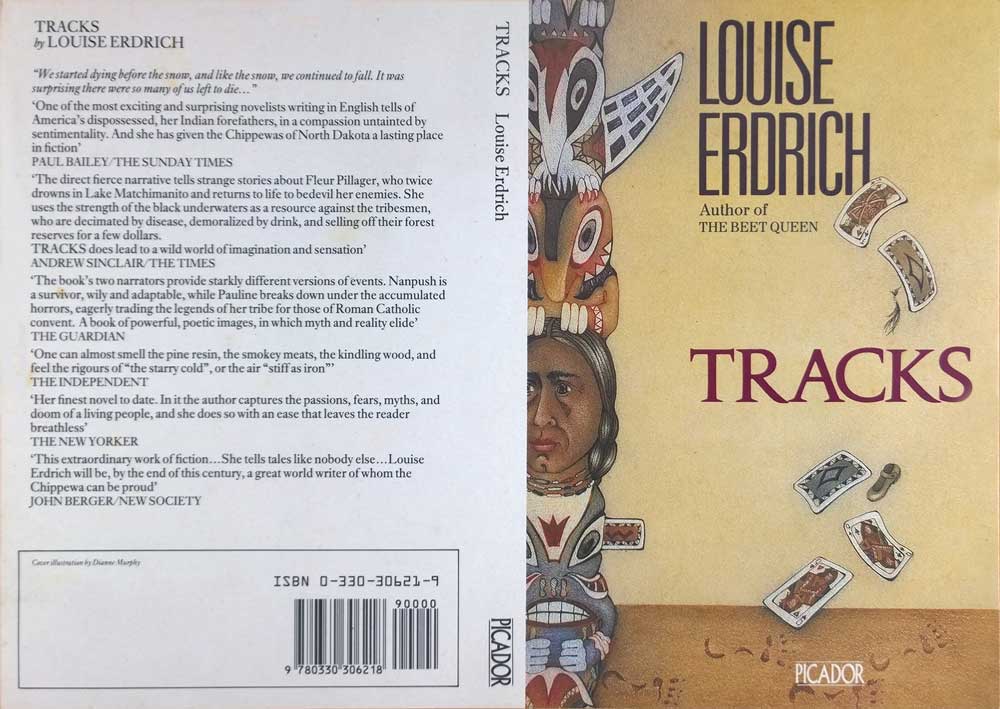 TRACKS
by LOUISE ERDRICH
“We started dying before the snow, and like the snow, we continued to fall. It was
surprising there were so many of us left to die…”
‘One of the most exciting and surprising novelists writing in English tells of
America’s dispossessed, her Indian forefathers, in a compassion untainted by
sentimentality. And she has given the Chippewas of North Dakota a lasting place
in fiction’
PAUL BAILEY/THE SUNDAY TIMES
‘The direct fierce narrative tells strange stories about Fleur Pillager, who twice
drowns in Lake Matchimanito and returns to life to bedevil her enemies. She
uses the strength of the black underwaters as a resource against the tribesmen,
who are decimated by disease, demoralized by drink, and selling off their forest
reserves for a few dollars.
TRACKS does lead to a wild world of imagination and sensation’
ANDREW SINCLAIR/THE TIMES
‘The book’s two narrators provide starkly different versions of events. Nanpush is
a survivor, wily and adaptable, while Pauline breaks down under the accumulated
horrors, eagerly trading the legends of her tribe for those of Roman Catholic
convent. A book of powerful, poetic images, in which myth and reality elide’
THE GUARDIAN
‘One can almost smell the pine resin, the smokey meats, the kindling wood, and
feel the rigours of “the starry cold”, or the air “stiff as iron”’
THE INDEPENDENT
‘Her finest novel to date. In it the author captures the passions, fears, myths, and
doom of a living people, and she does so with an ease that leaves the reader
breathless’
THE NEW YORKER
‘This extraordinary work of fiction…She tells tales like nobody else…Louise
Erdrich will be, by the end of this century, a great world writer of whom the
Chippewa can be proud’
JOHN BERGER/NEW SOCIETY
Cover illustration by Dianne Murphy
ISBN 0-330-30621-9
90000
9 780330 306218
TRACKS Louise Erdrich
PICADOR
LOUISE
ERDRICH
Author of
THE BEET QUEEN
TRACKS
PICADOR